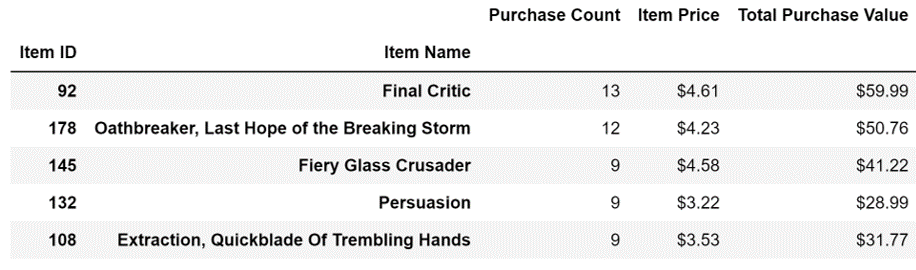 Purchase Count Item Price Total Purchase Value
Item ID Item Name
92 Final Critic 13 $4.61 $59.99
178 Oathbreaker, Last Hope of the Breaking Storm 12 $4.23 $50.76
145 Fiery Glass Crusader 9 $4.58 $41.22
132 Persuasion 9 $3.22 $28.99
108 Extraction, Quickblade Of Trembling Hands 9 $3.53 $31.77